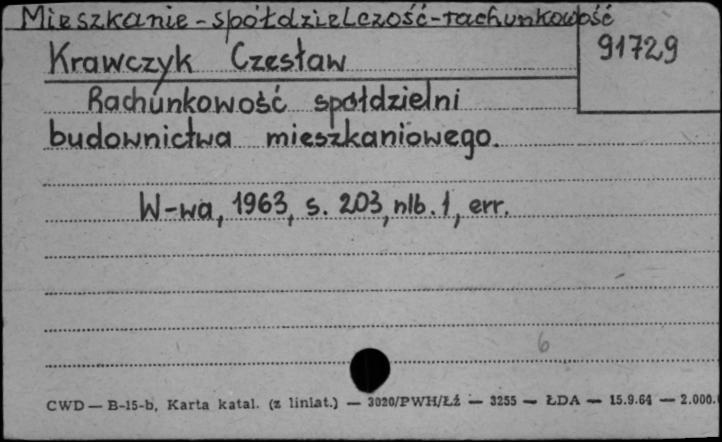 Mieszkanie-spółdzielczość-rachunkowość
91729
Krawczyk Czesław
Rachunkowość spółdzielni
budownictwa mieszkaniowego.
W-wa, 1963, s. 203, nlb. 1, err.
6
CWD — B-15-b, Karta katal. (z liniat.) — 3020/PWH/Łź — 3255 — ŁDA — 15.9.64 — 2.000.